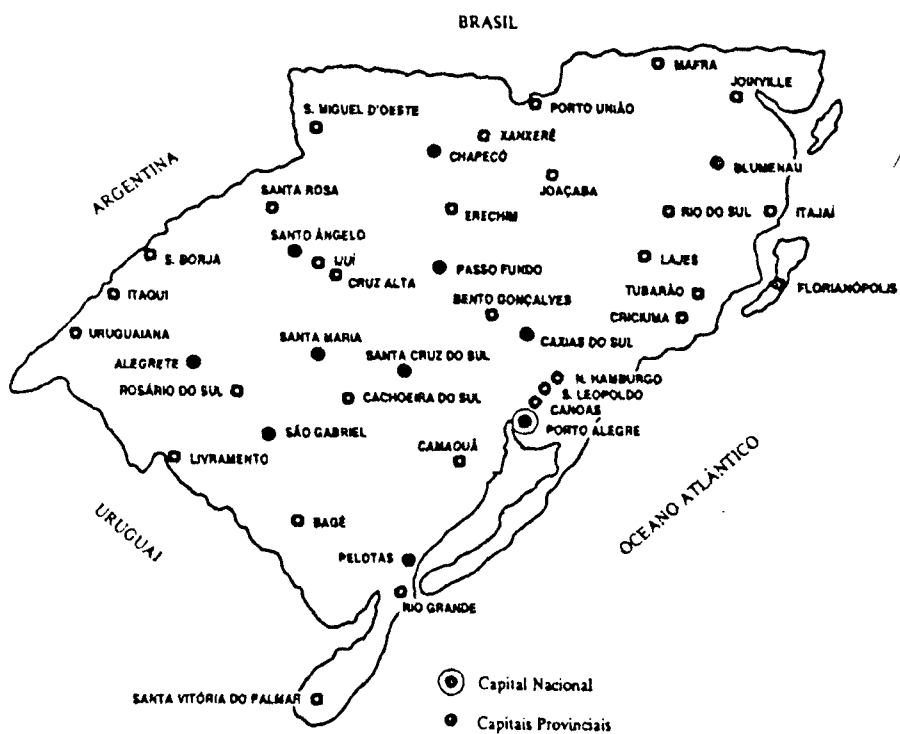 BRASIL
MAFRA
JOINVILLE
S. MIGUEL D'OESTE
PORTO UNIÃO
XANXERÊ
CHAPECÓ
BLUMENAU
ARGENTINA
JOAÇABA
SANTA ROSA
ERECHIM
RIO DO SUL
ITAJAÍ
SANTO ÂNGELO
S. BORJA
IJUÍ
CRUZ ALTA
PASSO FUNDO
LAJES
ITAQUI
BENTO GONÇALVES
TUBARÃO
FLORIANÓPOLIS
CRICIUMA
URUGUAIANA
SANTA MARIA
CAXIAS DO SUL
ALEGRETE
SANTA CRUZ DO SUL
ROSÁRIO DO SUL
CACHOEIRA DO SUL
N. HAMBURGO
S. LEOPOLDO
CANOAS
PORTO ALEGRE
SÃO GABRIEL
LIVRAMENTO
CAMAQUÃ
OCEANO ATLÂNTICO
URUGUAI
BAGÉ
PELOTAS
RIO GRANDE
SANTA VITÓRIA DO PALMAR
Capital Nacional
Capitais Provinciais